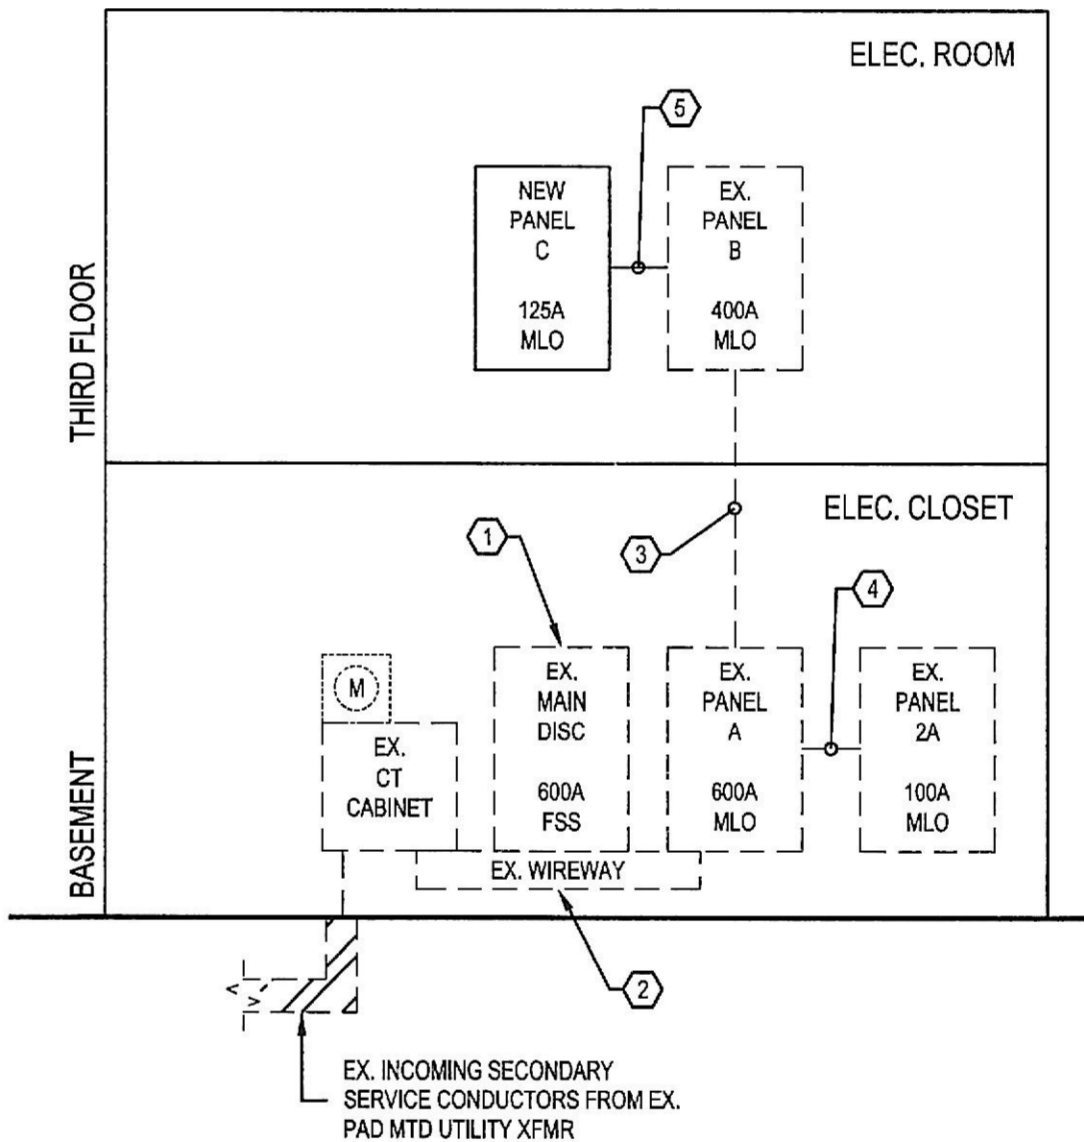 ELEC. ROOM
5
NEW
PANEL
C
125A
MLO
EX.
PANEL
B
400A
MLO
THIRD FLOOR
ELEC. CLOSET
1
3
4
M
EX.
CT
CABINET
EX.
MAIN
DISC
600A
FSS
EX.
PANEL
A
600A
MLO
EX.
PANEL
2A
100A
MLO
BASEMENT
EX. WIREWAY
2
EX. INCOMING SECONDARY
SERVICE CONDUCTORS FROM EX.
PAD MTD UTILITY XFMR